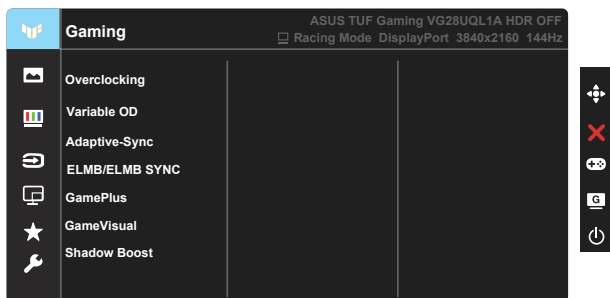 Gaming
ASUS TUF Gaming VG28UQL1A HDR OFF
Racing Mode DisplayPort 3840x2160 144Hz
Overclocking
Variable OD
Adaptive-Sync
ELMB/ELMB SYNC
GamePlus
GameVisual
Shadow Boost
G